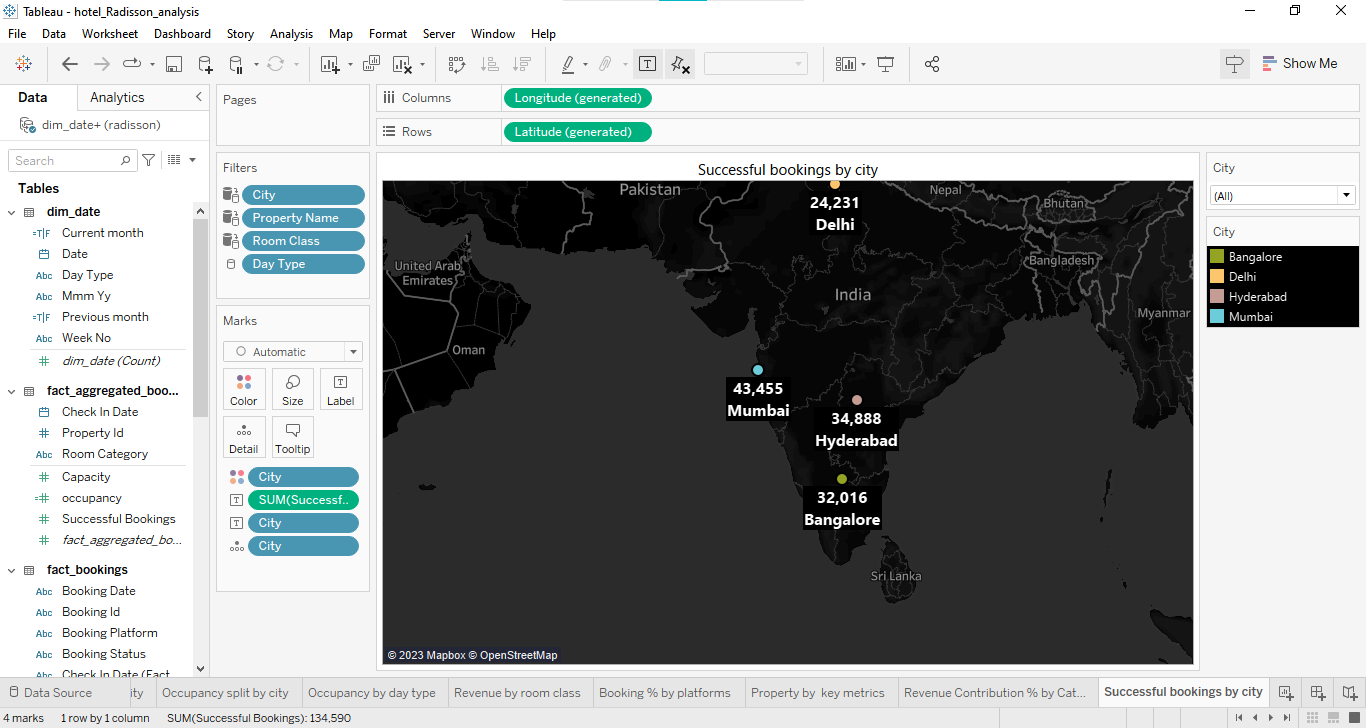 Tableau - hotel_Radisson_analysis
File Data Worksheet Dashboard Story Analysis Map Format Server Window Help
Show Me
Data Analytics
dim_date+ (radisson)
Search
Tables
dim_date
=T|F Current month
Date
Abc Day Type
Abc Mmm Yy
=T|F Previous month
Abc Week No
# dim_date (Count)
fact_aggregated_boo...
Check In Date
# Property Id
Abc Room Category
# Capacity
=# occupancy
# Successful Bookings
# fact_aggregated_bo...
fact_bookings
Abc Booking Date
Abc Booking Id
Abc Booking Platform
Abc Booking Status
Check In Date (Fact
Pages
Filters
City
Property Name
Room Class
Day Type
Marks
Automatic
Color Size Label
Detail Tooltip
City
SUM(Successf..
City
City
Columns Longitude (generated)
Rows Latitude (generated)
Successful bookings by city
Pakistan
Nepal
24,231
Delhi
Bhutan
United Arab
Emirates
Bangladesh
India
Myanmar
Oman
43,455
Mumbai
34,888
Hyderabad
32,016
Bangalore
Sri Lanka
© 2023 Mapbox © OpenStreetMap
City
(All)
City
Bangalore
Delhi
Hyderabad
Mumbai
Data Source ity Occupancy split by city Occupancy by day type Revenue by room class Booking % by platforms Property by key metrics Revenue Contribution % by Cat... Successful bookings by city
4 marks 1 row by 1 column SUM(Successful Bookings): 134,590